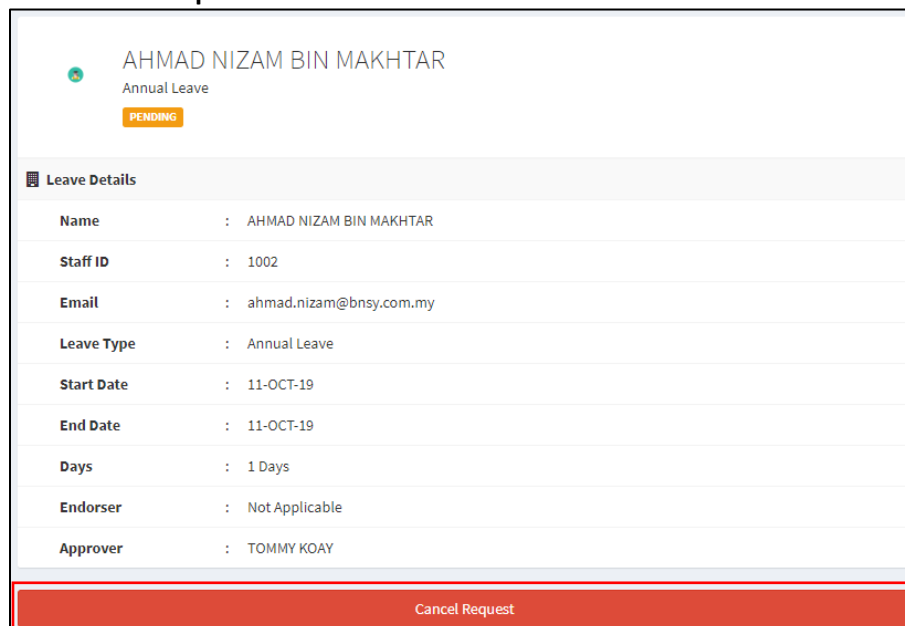 AHMAD NIZAM BIN MAKHTAR
Annual Leave
PENDING
Leave Details
Name : AHMAD NIZAM BIN MAKHTAR
Staff ID : 1002
Email : ahmad.nizam@bnsy.com.my
Leave Type : Annual Leave
Start Date : 11-OCT-19
End Date : 11-OCT-19
Days : 1 Days
Endorser : Not Applicable
Approver : TOMMY KOAY
Cancel Request